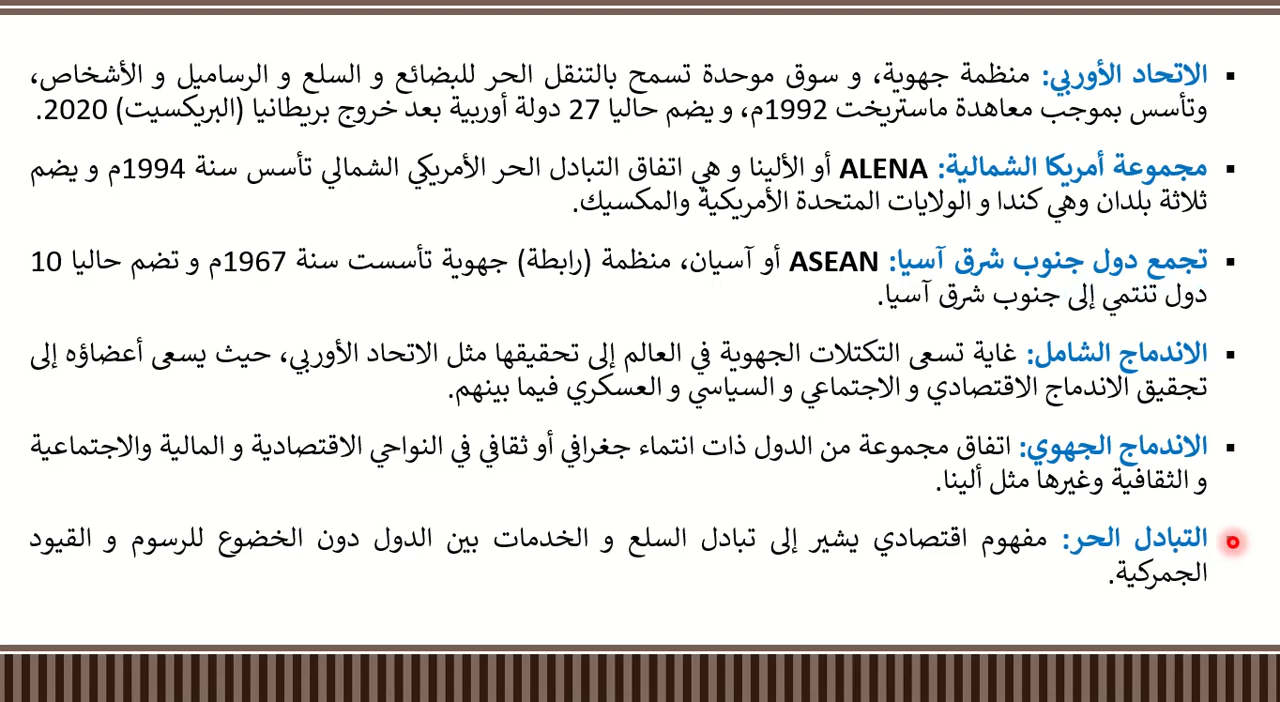 الاتحاد الأوربي: منظمة جهوية، و سوق موحدة تسمح بالتنقل الحر للبضائع و السلع و الرساميل و الأشخاص،
وتأسس بموجب معاهدة ماستريخت 1992م، و يضم حاليا 27 دولة أوربية بعد خروج بريطانيا (البريكسيت) 2020.
مجموعة أمريكا الشمالية: ALENA أو الألينا و هي اتفاق التبادل الحر الأمريكي الشمالي تأسس سنة 1994م و يضم
ثلاثة بلدان وهي كندا و الولايات المتحدة الأمريكية والمكسيك.
تجمع دول جنوب شرق آسيا: ASEAN أو آسيان، منظمة (رابطة) جهوية تأسست سنة 1967م و تضم حاليا 10
دول تنتمي إلى جنوب شرق آسيا.
الاندماج الشامل: غاية تسعى التكتلات الجهوية في العالم إلى تحقيقها مثل الاتحاد الأوربي، حيث يسعى أعضاؤه إلى
تجقيق الاندماج الاقتصادي و الاجتماعي و السياسي و العسكري فيما بينهم.
الاندماج الجهوي: اتفاق مجموعة من الدول ذات انتماء جغرافي أو ثقافي في النواحي الاقتصادية و المالية والاجتماعية
و الثقافية وغيرها مثل ألينا.
التبادل الحر: مفهوم اقتصادي يشير إلى تبادل السلع و الخدمات بين الدول دون الخضوع للرسوم و القيود
الجمركية.